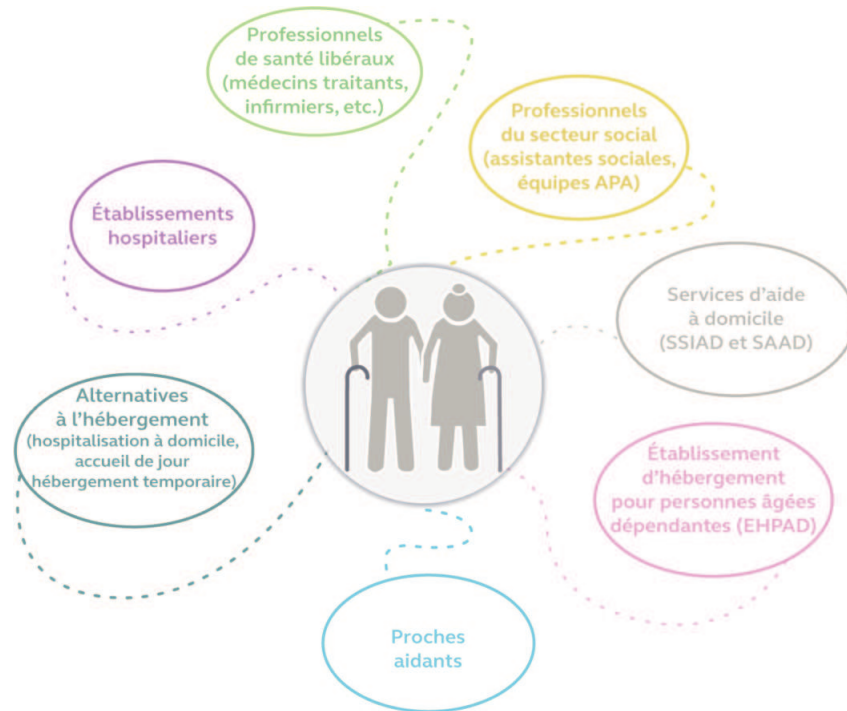 Professionnels
de santé libéraux
(médecins traitants,
infirmiers, etc.)
Professionnels
du secteur social
(assistantes sociales,
équipes APA)
Établissements
hospitaliers
Services d’aide
à domicile
(SSIAD et SAAD)
Alternatives
à l’hébergement
(hospitalisation à domicile,
accueil de jour
hébergement temporaire)
Établissement
d’hébergement
pour personnes âgées
dépendantes (EHPAD)
Proches
aidants